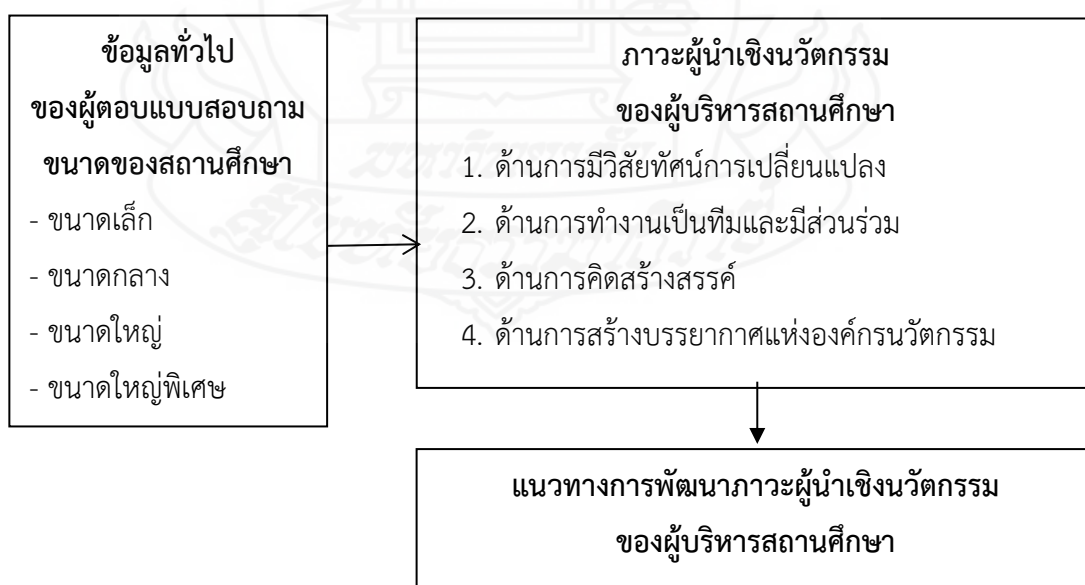 ข้อมูลทั่วไป
ของผู้ตอบแบบสอบถาม
ขนาดของสถานศึกษา
- ขนาดเล็ก
- ขนาดกลาง
- ขนาดใหญ่
- ขนาดใหญ่พิเศษ
ภาวะผู้นำเชิงนวัตกรรม
ของผู้บริหารสถานศึกษา
1. ด้านการมีวิสัยทัศน์การเปลี่ยนแปลง
2. ด้านการทำงานเป็นทีมและมีส่วนร่วม
3. ด้านการคิดสร้างสรรค์
4. ด้านการสร้างบรรยากาศแห่งองค์กรนวัตกรรม
แนวทางการพัฒนาภาวะผู้นำเชิงนวัตกรรม
ของผู้บริหารสถานศึกษา